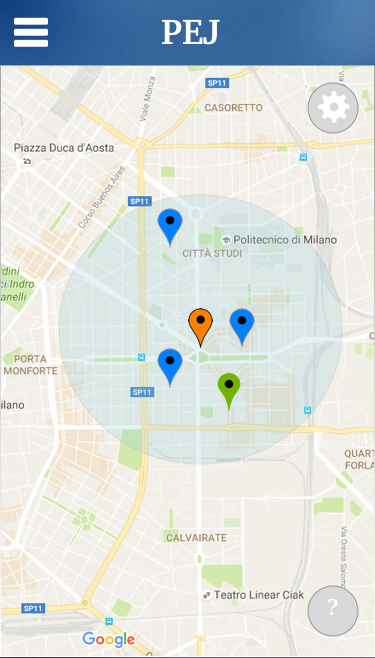 PEJ
SP11
Via
CASORETTO
Viale Monza
Piazza Duca d'Aosta
Corso Buenos Aires
SP11
Politecnico di Milano
CITTÀ STUDI
rdini
ci Indro
anelli
PORTA
MONFORTE
SP11
ilano
QUART
FORLA
CALVAIRATE
Via Oreste Salomo
Teatro Linear Ciak
?
SP11
Google